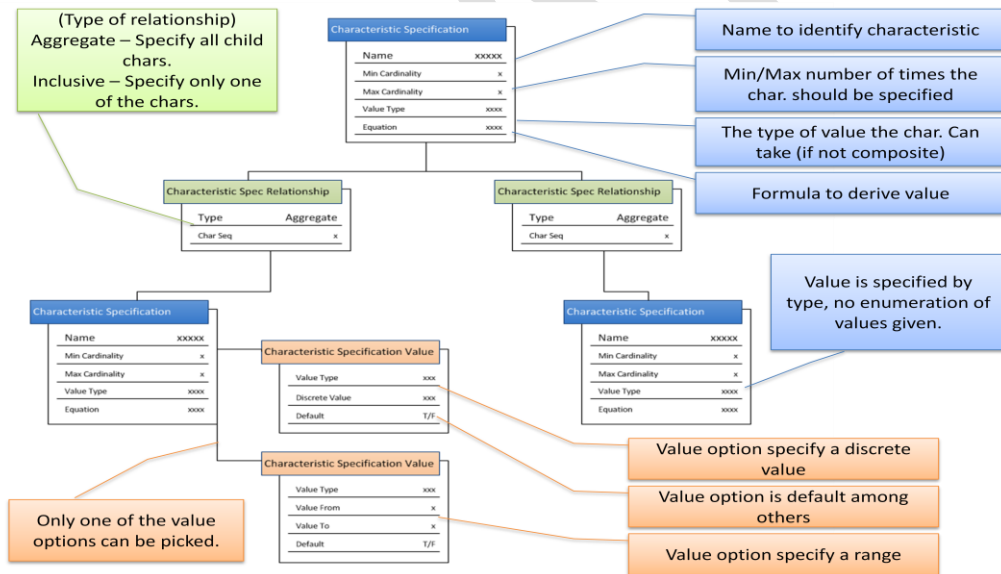 (Type of relationship)
Aggregate – Specify all child
chars.
Inclusive – Specify only one
of the chars.
Characteristic Specification
Name xxxxx
Min Cardinality x
Max Cardinality x
Value Type xxxx
Equation xxxx
Name to identify characteristic
Min/Max number of times the
char. should be specified
The type of value the char. Can
take (if not composite)
Formula to derive value
Characteristic Spec Relationship
Type Aggregate
Char Seq x
Characteristic Spec Relationship
Type Aggregate
Char Seq x
Value is specified by
type, no enumeration of
values given.
Characteristic Specification
Name xxxxx
Min Cardinality x
Max Cardinality x
Value Type xxxx
Equation xxxx
Characteristic Specification Value
Value Type xxx
Discrete Value xxx
Default T/F
Characteristic Specification
Name xxxxx
Min Cardinality x
Max Cardinality x
Value Type xxxx
Equation xxxx
Characteristic Specification Value
Value Type xxx
Value From x
Value To x
Default T/F
Only one of the value
options can be picked.
Value option specify a discrete
value
Value option is default among
others
Value option specify a range